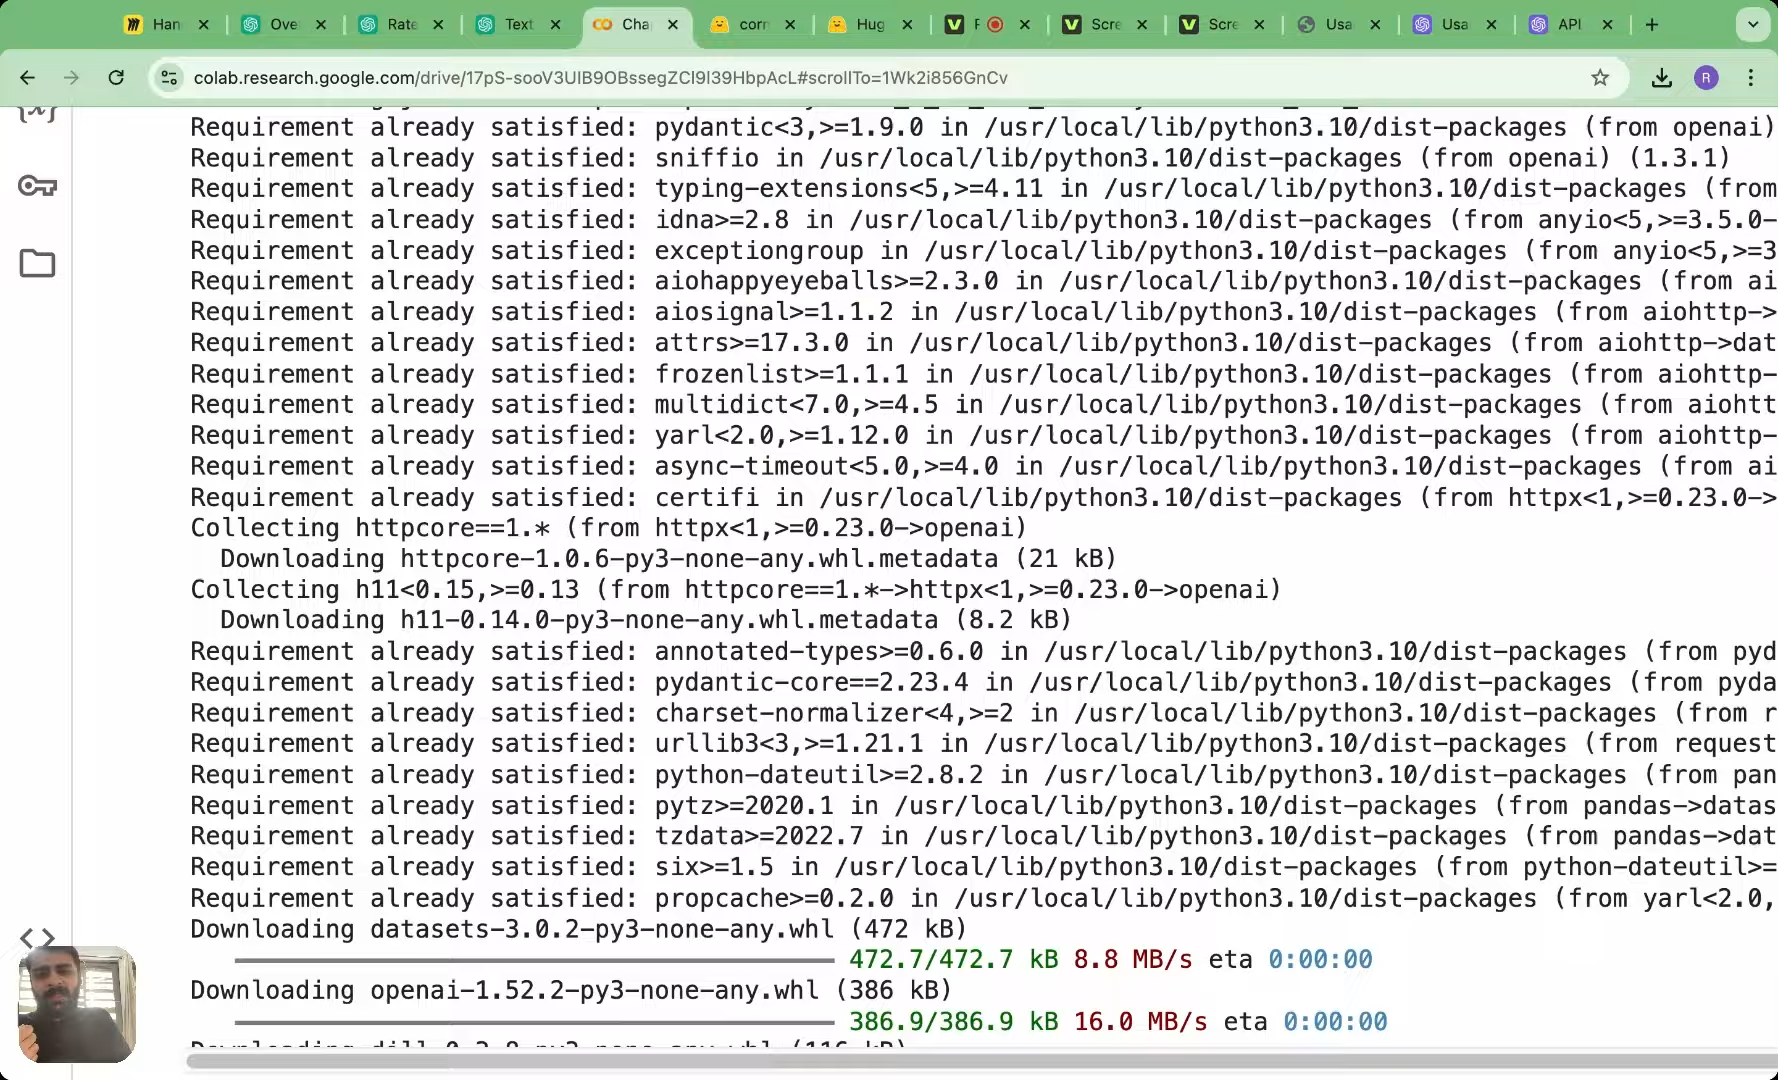 Han
Ove
Rate
Text
Cha
corr
Hug
Scre
Scre
Usa
Usa
API
colab.research.google.com/drive/17pS-sooV3UIB9OBssegZCl9I39HbpAcL#scrollTo=1Wk2i856GnCv
R
Requirement already satisfied: pydantic<3,>=1.9.0 in /usr/local/lib/python3.10/dist-packages (from openai)
Requirement already satisfied: sniffio in /usr/local/lib/python3.10/dist-packages (from openai) (1.3.1)
Requirement already satisfied: typing-extensions<5,>=4.11 in /usr/local/lib/python3.10/dist-packages (from
Requirement already satisfied: idna>=2.8 in /usr/local/lib/python3.10/dist-packages (from anyio<5,>=3.5.0-
Requirement already satisfied: exceptiongroup in /usr/local/lib/python3.10/dist-packages (from anyio<5,>=3
Requirement already satisfied: aiohappyeyeballs>=2.3.0 in /usr/local/lib/python3.10/dist-packages (from ai
Requirement already satisfied: aiosignal>=1.1.2 in /usr/local/lib/python3.10/dist-packages (from aiohttp->
Requirement already satisfied: attrs>=17.3.0 in /usr/local/lib/python3.10/dist-packages (from aiohttp->dat
Requirement already satisfied: frozenlist>=1.1.1 in /usr/local/lib/python3.10/dist-packages (from aiohttp-
Requirement already satisfied: multidict<7.0,>=4.5 in /usr/local/lib/python3.10/dist-packages (from aiohtt
Requirement already satisfied: yarl<2.0,>=1.12.0 in /usr/local/lib/python3.10/dist-packages (from aiohttp-
Requirement already satisfied: async-timeout<5.0,>=4.0 in /usr/local/lib/python3.10/dist-packages (from ai
Requirement already satisfied: certifi in /usr/local/lib/python3.10/dist-packages (from httpx<1,>=0.23.0->
Collecting httpcore==1.* (from httpx<1,>=0.23.0->openai)
Downloading httpcore-1.0.6-py3-none-any.whl.metadata (21 kB)
Collecting h11<0.15,>=0.13 (from httpcore==1.*->httpx<1,>=0.23.0->openai)
Downloading h11-0.14.0-py3-none-any.whl.metadata (8.2 kB)
Requirement already satisfied: annotated-types>=0.6.0 in /usr/local/lib/python3.10/dist-packages (from pyd
Requirement already satisfied: pydantic-core==2.23.4 in /usr/local/lib/python3.10/dist-packages (from pyda
Requirement already satisfied: charset-normalizer<4,>=2 in /usr/local/lib/python3.10/dist-packages (from r
Requirement already satisfied: urllib3<3,>=1.21.1 in /usr/local/lib/python3.10/dist-packages (from request
Requirement already satisfied: python-dateutil>=2.8.2 in /usr/local/lib/python3.10/dist-packages (from pan
Requirement already satisfied: pytz>=2020.1 in /usr/local/lib/python3.10/dist-packages (from pandas->datas
Requirement already satisfied: tzdata>=2022.7 in /usr/local/lib/python3.10/dist-packages (from pandas->dat
Requirement already satisfied: six>=1.5 in /usr/local/lib/python3.10/dist-packages (from python-dateutil>=
Requirement already satisfied: propcache>=0.2.0 in /usr/local/lib/python3.10/dist-packages (from yarl<2.0,
Downloading datasets-3.0.2-py3-none-any.whl (472 kB)
472.7/472.7 kB 8.8 MB/s eta 0:00:00
Downloading openai-1.52.2-py3-none-any.whl (386 kB)
386.9/386.9 kB 16.0 MB/s eta 0:00:00
Downloading dill-0.3.8-py3-none-any.whl (116 kB)